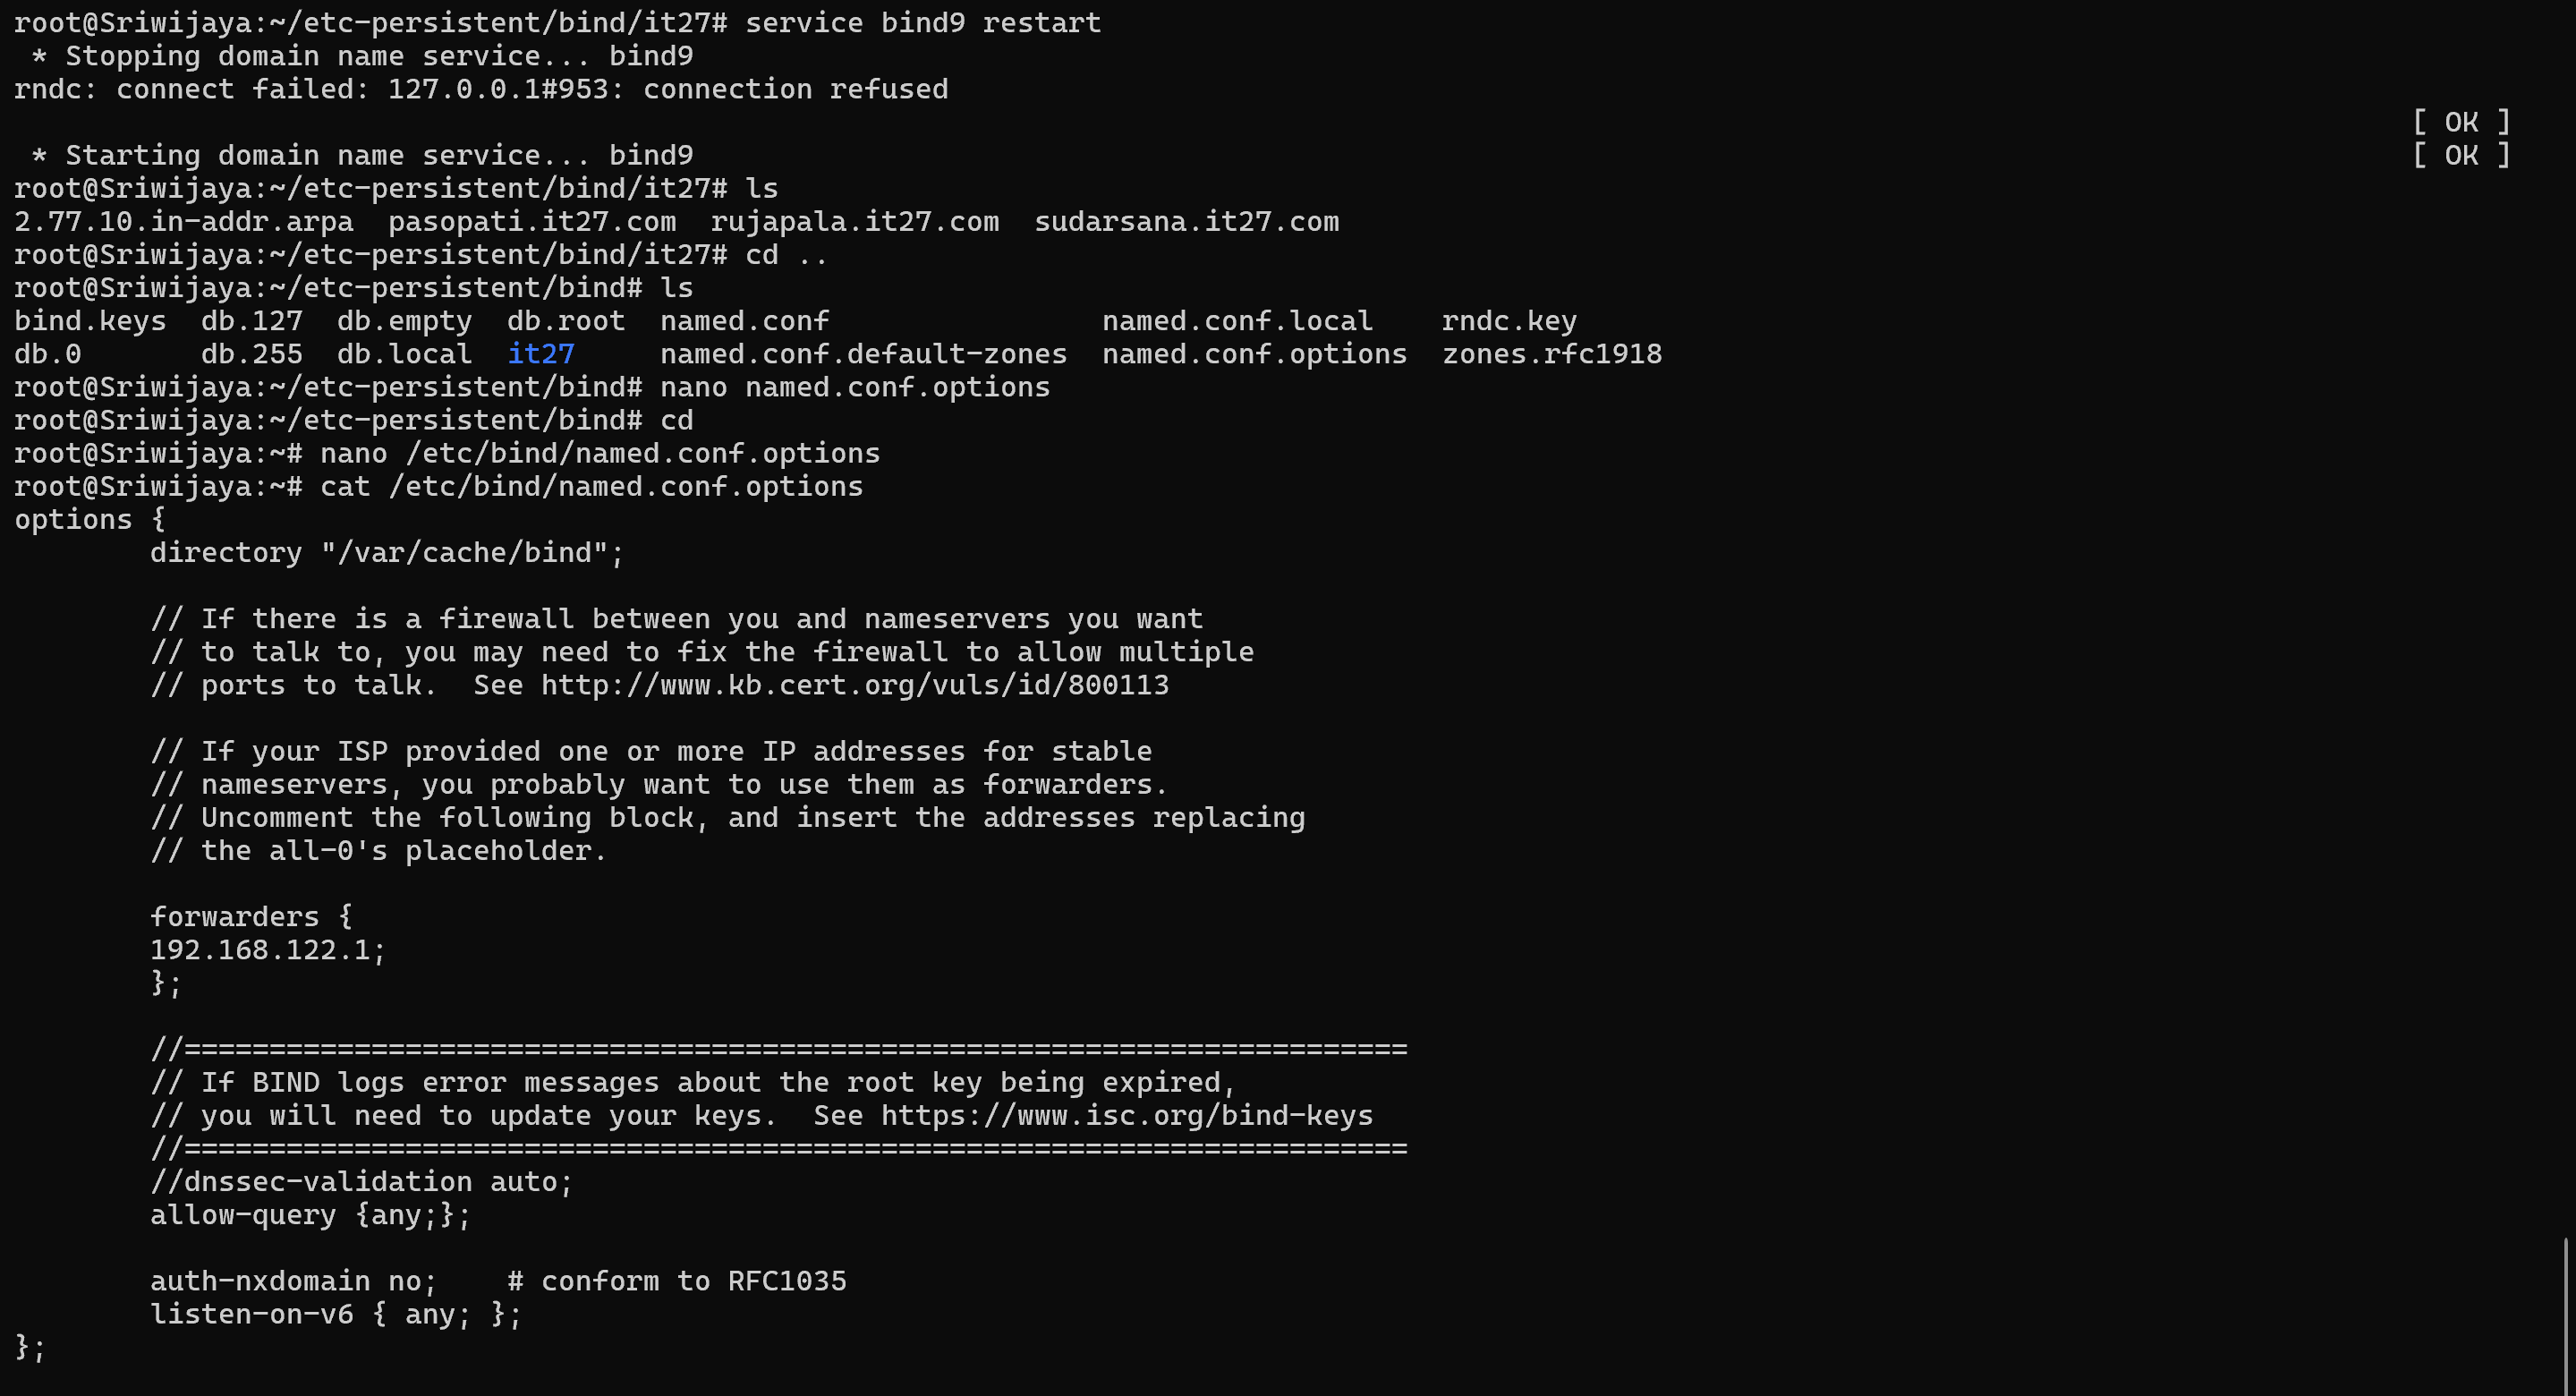 root@Sriwijaya:~/etc-persistent/bind/it27# service bind9 restart
 * Stopping domain name service... bind9
rndc: connect failed: 127.0.0.1#953: connection refused
[ OK ]
 * Starting domain name service... bind9 [ OK ]
root@Sriwijaya:~/etc-persistent/bind/it27# ls
2.77.10.in-addr.arpa  pasopati.it27.com  rujapala.it27.com  sudarsana.it27.com
root@Sriwijaya:~/etc-persistent/bind/it27# cd ..
root@Sriwijaya:~/etc-persistent/bind# ls
bind.keys  db.127  db.empty  db.root  named.conf                named.conf.local    rndc.key
db.0       db.255  db.local  it27     named.conf.default-zones  named.conf.options  zones.rfc1918
root@Sriwijaya:~/etc-persistent/bind# nano named.conf.options
root@Sriwijaya:~/etc-persistent/bind# cd
root@Sriwijaya:~# nano /etc/bind/named.conf.options
root@Sriwijaya:~# cat /etc/bind/named.conf.options
options {
        directory "/var/cache/bind";

        // If there is a firewall between you and nameservers you want
        // to talk to, you may need to fix the firewall to allow multiple
        // ports to talk.  See http://www.kb.cert.org/vuls/id/800113

        // If your ISP provided one or more IP addresses for stable
        // nameservers, you probably want to use them as forwarders.
        // Uncomment the following block, and insert the addresses replacing
        // the all-0's placeholder.

        forwarders {
        192.168.122.1;
        };

        //========================================================================
        // If BIND logs error messages about the root key being expired,
        // you will need to update your keys.  See https://www.isc.org/bind-keys
        //========================================================================
        //dnssec-validation auto;
        allow-query {any;};

        auth-nxdomain no;    # conform to RFC1035
        listen-on-v6 { any; };
};